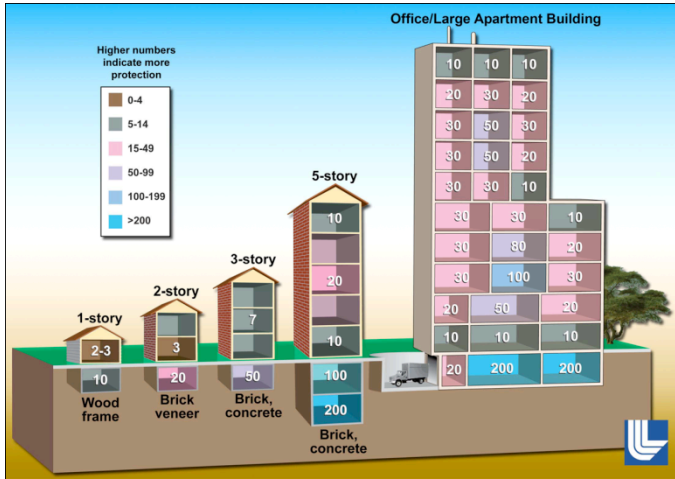 Office/Large Apartment Building
Higher numbers
indicate more
protection
0-4
5-14
15-49
50-99
100-199
>200
1-story
2-3
10
Wood
frame
2-story
3
20
Brick
veneer
3-story
7
50
Brick,
concrete
5-story
10
20
10
100
200
Brick,
concrete
10 10 10
20 30 20
30 50 30
30 50 20
30 30 10
30 30 10
30 80 20
30 100 30
20 50 20
10 10 10
20 200 200